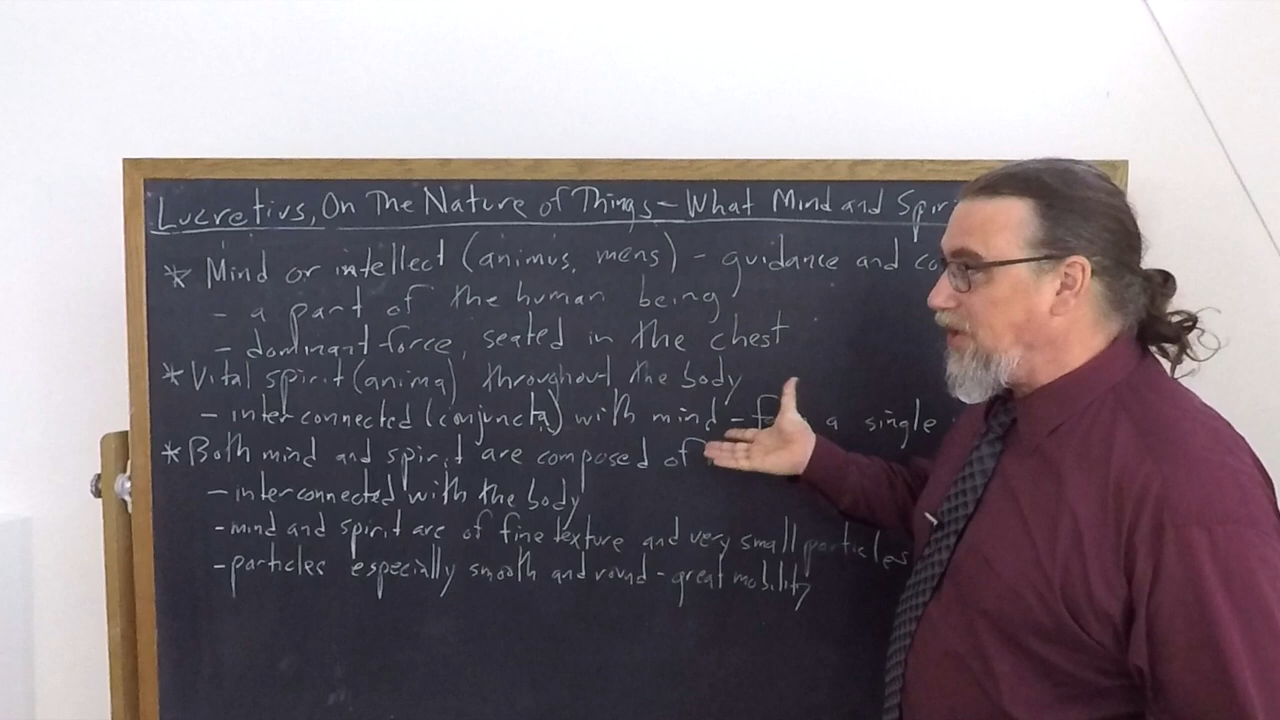 Lucretius, On The Nature of Things - What Mind and Spir
* Mind or intellect (animus, mens) - guidance and co
- a part of the human being
- dominant force, seated in the chest
* Vital spirit (anima) throughout the body
- interconnected (conjuncta) with mind - a single
* Both mind and spirit are composed of
- interconnected with the body
- mind and spirit are of fine texture and very small particles
- particles especially smooth and round - great mobility